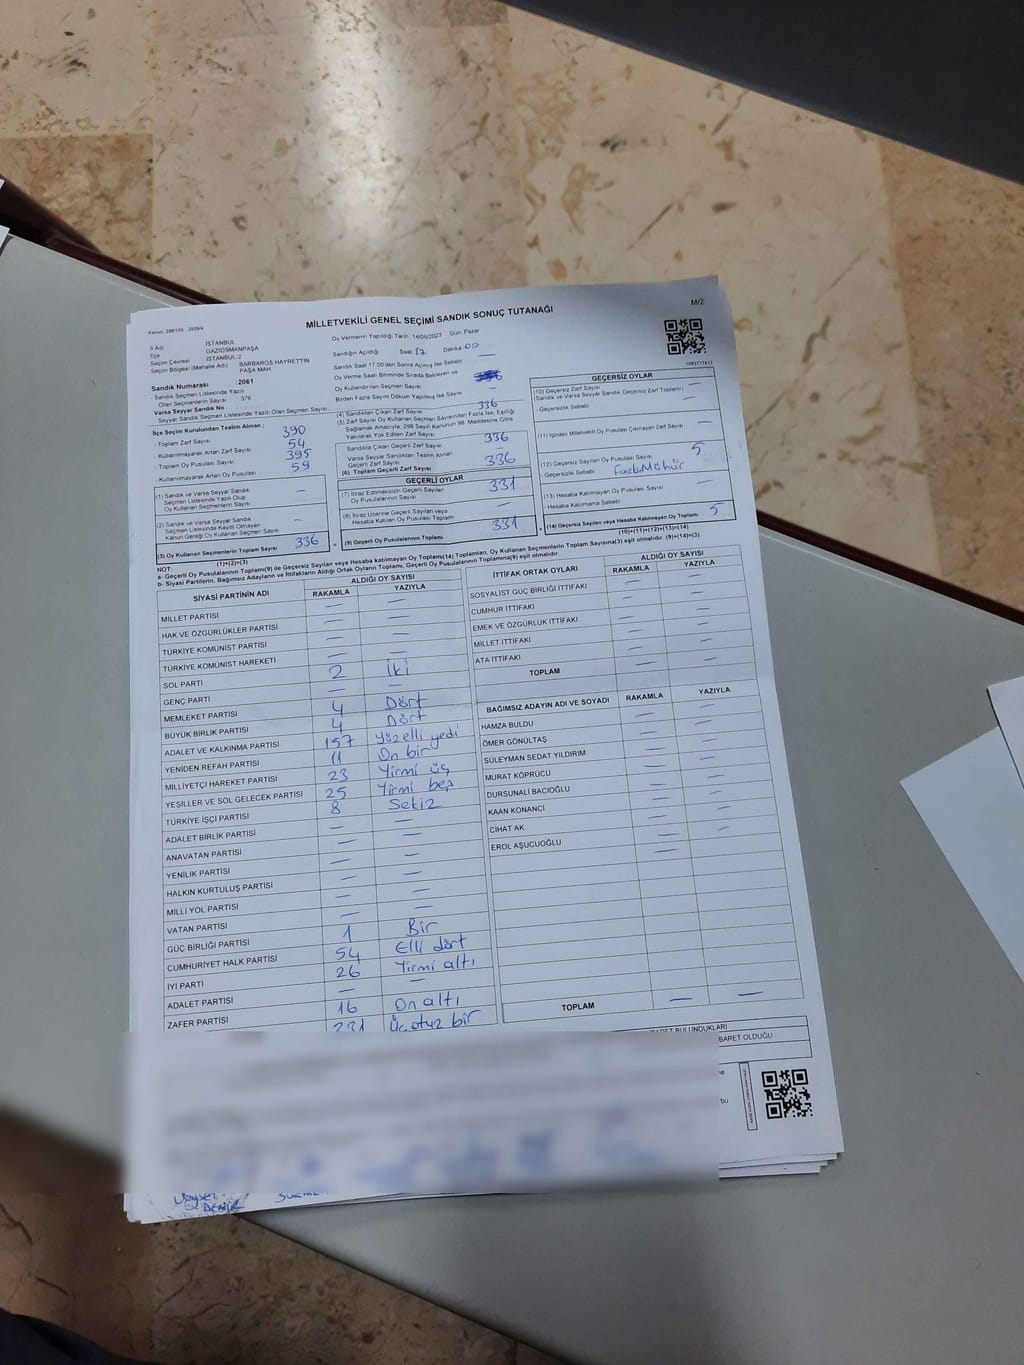 M/2
Kanun: 298/105 - 2839/4
MİLLETVEKİLİ GENEL SEÇİMİ SANDIK SONUÇ TUTANAĞI
İl Adı İSTANBUL
İlçe GAZİOSMANPAŞA
Seçim Çevresi İSTANBUL-2
Seçim Bölgesi (Mahalle Adı) BARBAROS HAYRETTİN PAŞA MAH
Sandık Numarası 2061
- Sandık Seçmen Listesinde Yazılı Olan Seçmenlerin Sayısı 376
Varsa Seyyar Sandık No
Seyyar Sandık Seçmen Listesinde Yazılı Olan Seçmen Sayısı
Oy Vermenin Yapıldığı Tarih: 14/05/2023 Gün Pazar
Sandığın Açıldığı Saat 17 Dakika 00
Sandık Saat 17.00'den Sonra Açılmış İse Sebebi —
Oy Verme Saati Bitiminde Sırada Bekleyen ve
Oy Kullandırılan Seçmen Sayısı
Birden Fazla Sayım Döküm Yapılmış İse Sayısı —
İlçe Seçim Kurulundan Teslim Alınan ;
- Toplam Zarf Sayısı 390
- Kullanılmayarak Artan Zarf Sayısı 54
- Toplam Oy Pusulası Sayısı 395
- Kullanılmayarak Artan Oy Pusulası 59
(1) Sandık ve Varsa Seyyar Sandık Seçmen Listesinde Yazılı Olup Oy Kullanan Seçmenlerin Sayısı —
(2) Sandık ve Varsa Seyyar Sandık Seçmen Listesinde Kaydı Olmayan Kanun Gereği Oy Kullanan Seçmen Sayısı —
(3) Oy Kullanan Seçmenlerin Toplam Sayısı 336
(1)+(2)=(3)
(4) Sandıktan Çıkan Zarf Sayısı 336
(5) Zarf Sayısı Oy Kullanan Seçmen Sayısından Fazla İse, Eşitliği Sağlamak Amacıyla, 298 Sayılı Kanunun 98. Maddesine Göre Yakılarak Yok Edilen Zarf Sayısı —
Sandıkta Çıkan Geçerli Zarf Sayısı 336
Varsa Seyyar Sandıktan Teslim Alınan Geçerli Zarf Sayısı —
(6) Toplam Geçerli Zarf Sayısı 336
GEÇERLİ OYLAR
(7) İtiraz Edilmeksizin Geçerli Sayılan Oy Pusulalarının Sayısı 331
(8) İtiraz Üzerine Geçerli Sayılan veya Hesaba Katılan Oy Pusulası Toplamı —
(9) Geçerli Oy Pusulalarının Toplamı 331
GEÇERSİZ OYLAR
(10) Geçersiz Zarf Sayısı —
(Sandık ve Varsa Seyyar Sandık Geçersiz Zarf Toplamı)
- Geçersizlik Sebebi —
(11) İçinden Milletvekili Oy Pusulası Çıkmayan Zarf Sayısı —
(12) Geçersiz Sayılan Oy Pusulası Sayısı 5
Geçersizlik Sebebi fazla Mühür
(13) Hesaba Katılmayan Oy Pusulası Sayısı —
Hesaba Katılmama Sebebi —
(14) Geçersiz Sayılan veya Hesaba Katılmayan Oy Toplamı 5
(10)+(11)+(12)+(13)=(14)
NOT:
a- Geçerli Oy Pusulalarının Toplamı(9) ile Geçersiz Sayılan veya Hesaba katılmayan Oy Toplamı(14) Toplamları, Oy Kullanan Seçmenlerin Toplam Sayısına(3) eşit olmalıdır. (9)+(14)=(3)
b- Siyasi Partilerin, Bağımsız Adayların ve İttifakların Aldığı Ortak Oyların Toplamı, Geçerli Oy Pusulalarının Toplamına(9) eşit olmalıdır.
SİYASİ PARTİNİN ADI ALDIĞI OY SAYISI
RAKAMLA YAZIYLA
MİLLET PARTİSİ — —
HAK VE ÖZGÜRLÜKLER PARTİSİ — —
TÜRKİYE KOMÜNİST PARTİSİ — —
TÜRKİYE KOMÜNİST HAREKETİ — —
SOL PARTİ 2 İki
GENÇ PARTİ — —
MEMLEKET PARTİSİ 4 Dört
BÜYÜK BİRLİK PARTİSİ 4 Dört
ADALET VE KALKINMA PARTİSİ 157 Yüzelli yedi
YENİDEN REFAH PARTİSİ 11 On bir
MİLLİYETÇİ HAREKET PARTİSİ 23 Yirmi üç
YEŞİLLER VE SOL GELECEK PARTİSİ 25 Yirmi beş
TÜRKİYE İŞÇİ PARTİSİ 8 Sekiz
ADALET BİRLİK PARTİSİ — —
ANAVATAN PARTİSİ — —
YENİLİK PARTİSİ — —
HALKIN KURTULUŞ PARTİSİ — —
MİLLİ YOL PARTİSİ — —
VATAN PARTİSİ — —
GÜÇ BİRLİĞİ PARTİSİ 1 Bir
CUMHURİYET HALK PARTİSİ 54 Elli dört
İYİ PARTİ 26 Yirmi altı
ADALET PARTİSİ — —
ZAFER PARTİSİ 16 On altı
İTTİFAK ORTAK OYLARI ALDIĞI OY SAYISI
RAKAMLA YAZIYLA
SOSYALİST GÜÇ BİRLİĞİ İTTİFAKI — —
CUMHUR İTTİFAKI — —
EMEK VE ÖZGÜRLÜK İTTİFAKI — —
MİLLET İTTİFAKI — —
ATA İTTİFAKI — —
TOPLAM — —
BAĞIMSIZ ADAYIN ADI VE SOYADI RAKAMLA YAZIYLA
HAMZA BULDU — —
ÖMER GÖNÜLTAŞ — —
SÜLEYMAN SEDAT YILDIRIM — —
MURAT KÖPRÜCÜ — —
DURSUNALİ BACIOĞLU — —
KAAN KONANCİ — —
CİHAT AK — —
EROL AŞUCUOĞLU —
TOPLAM — —
BULUNDUKLARI
İBARET OLDUĞU
bu